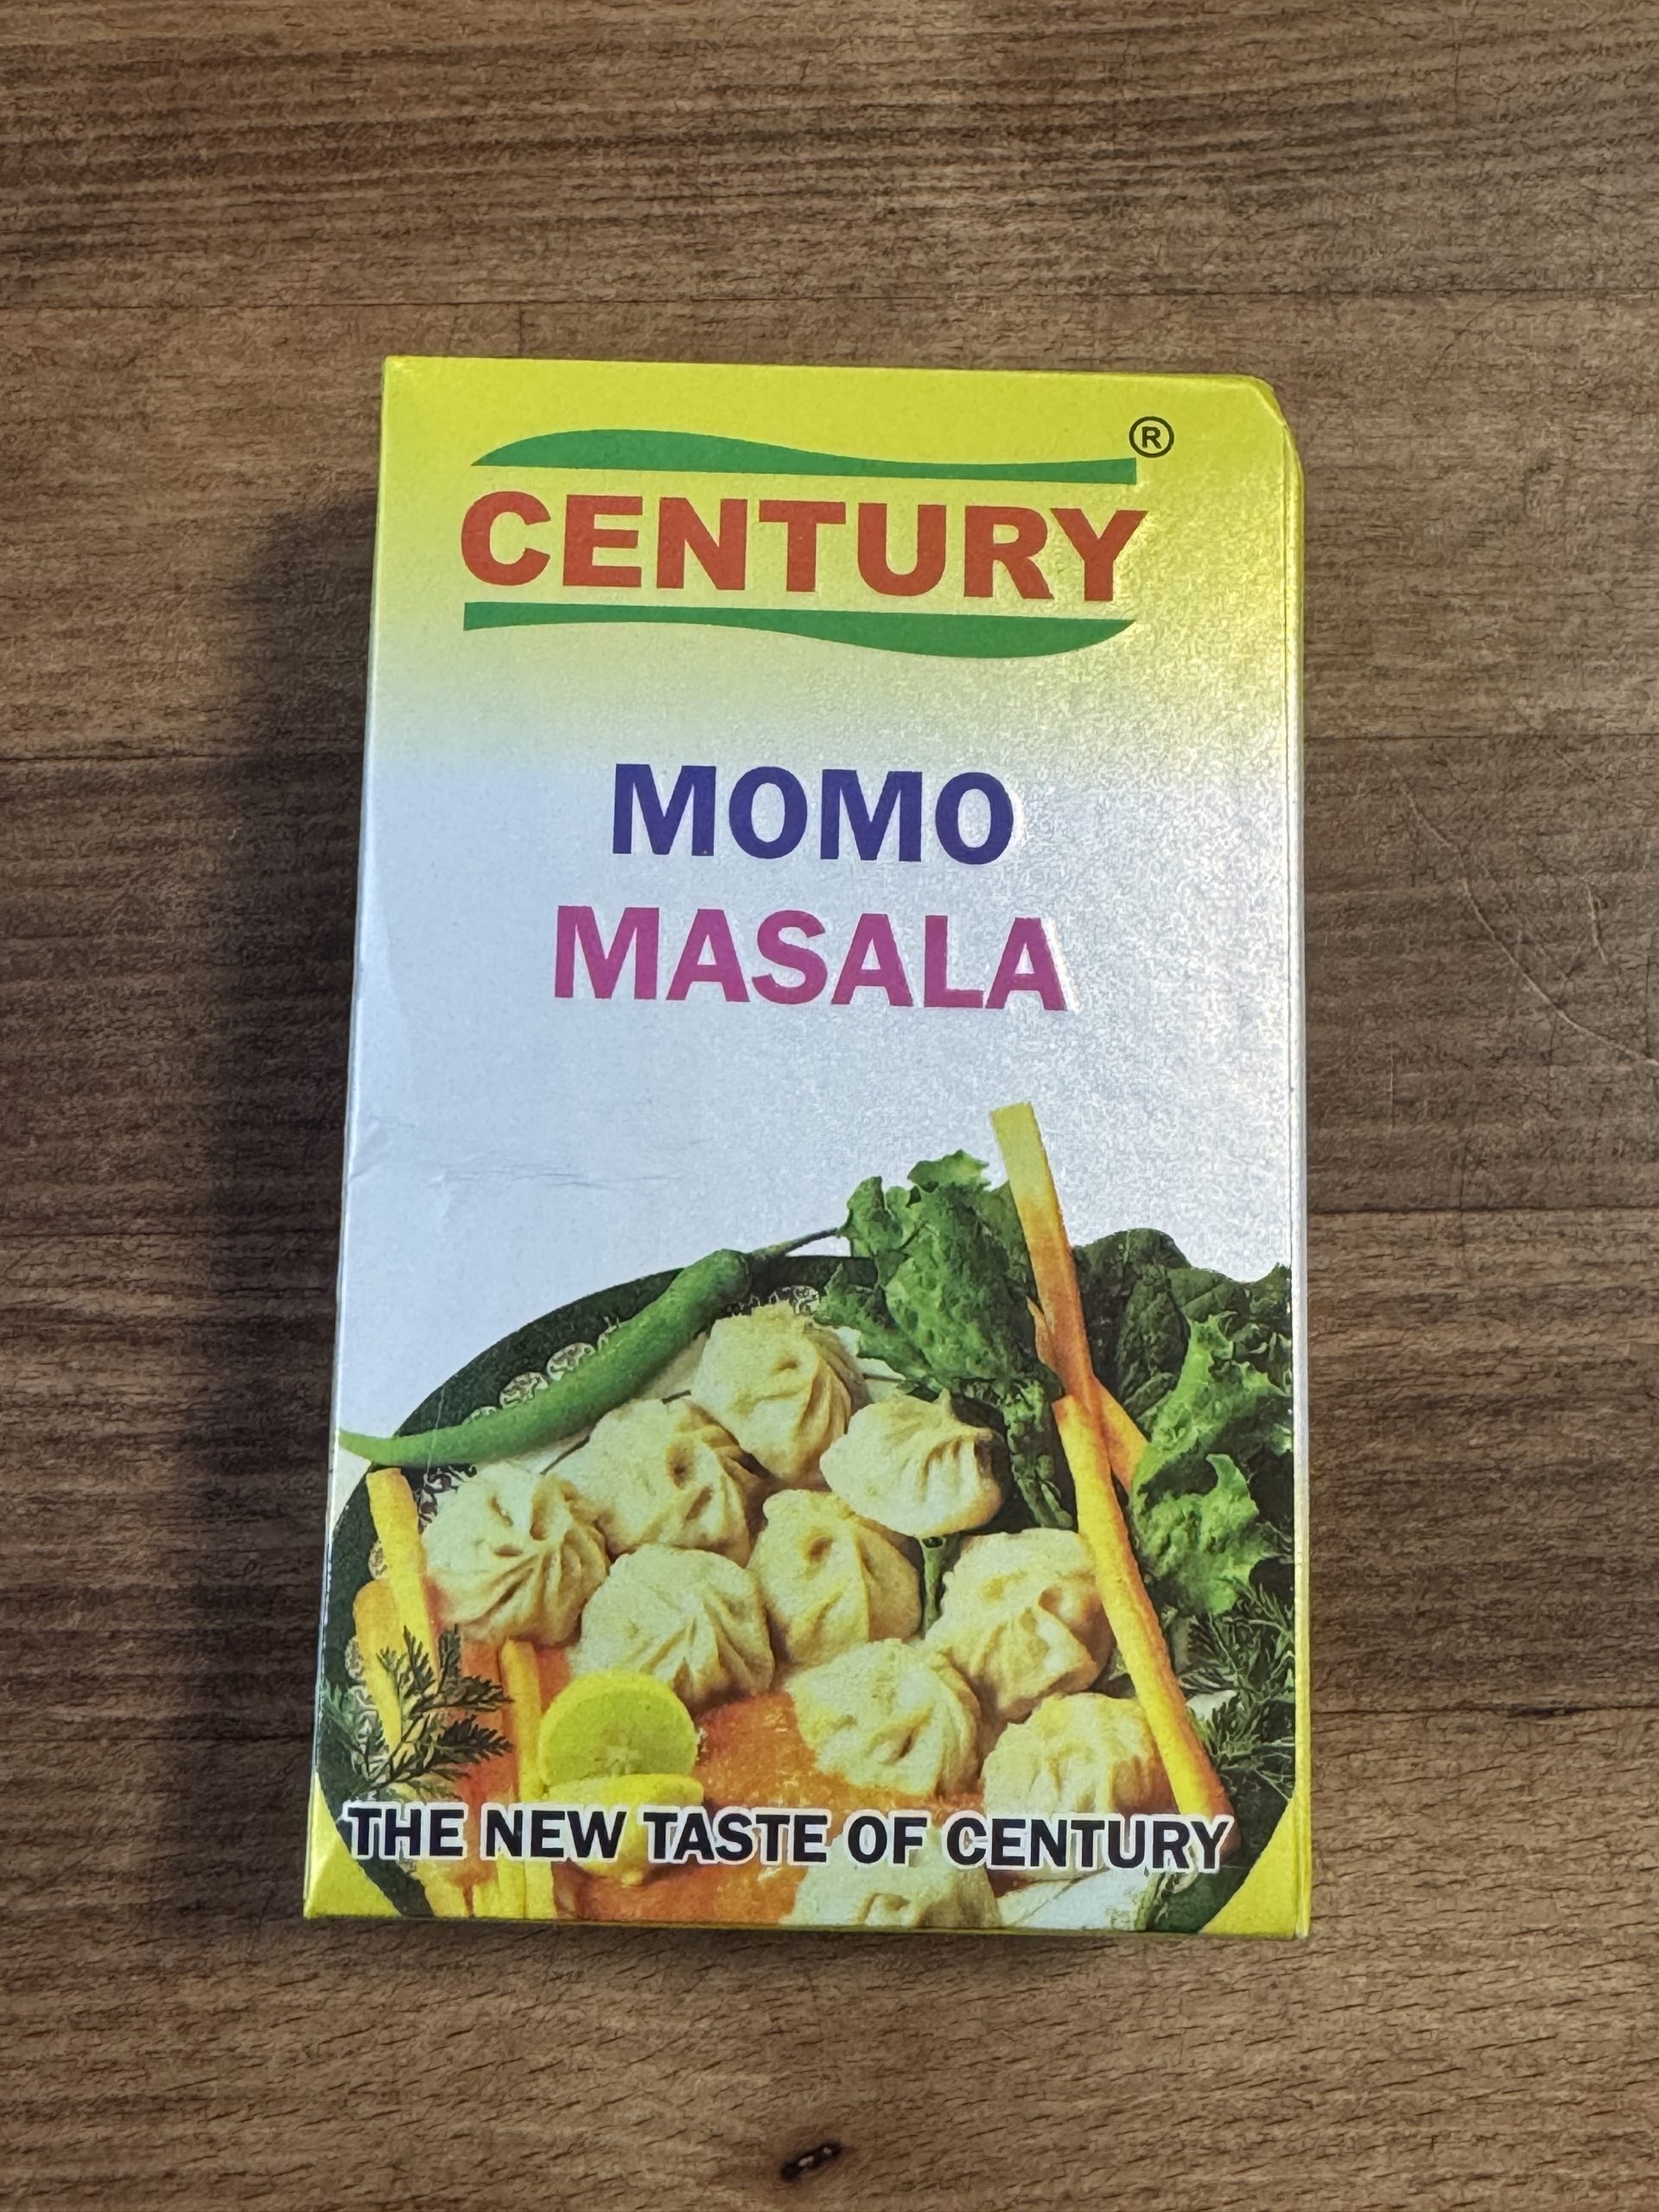 CENTURY ®
MOMO
MASALA
THE NEW TASTE OF CENTURY